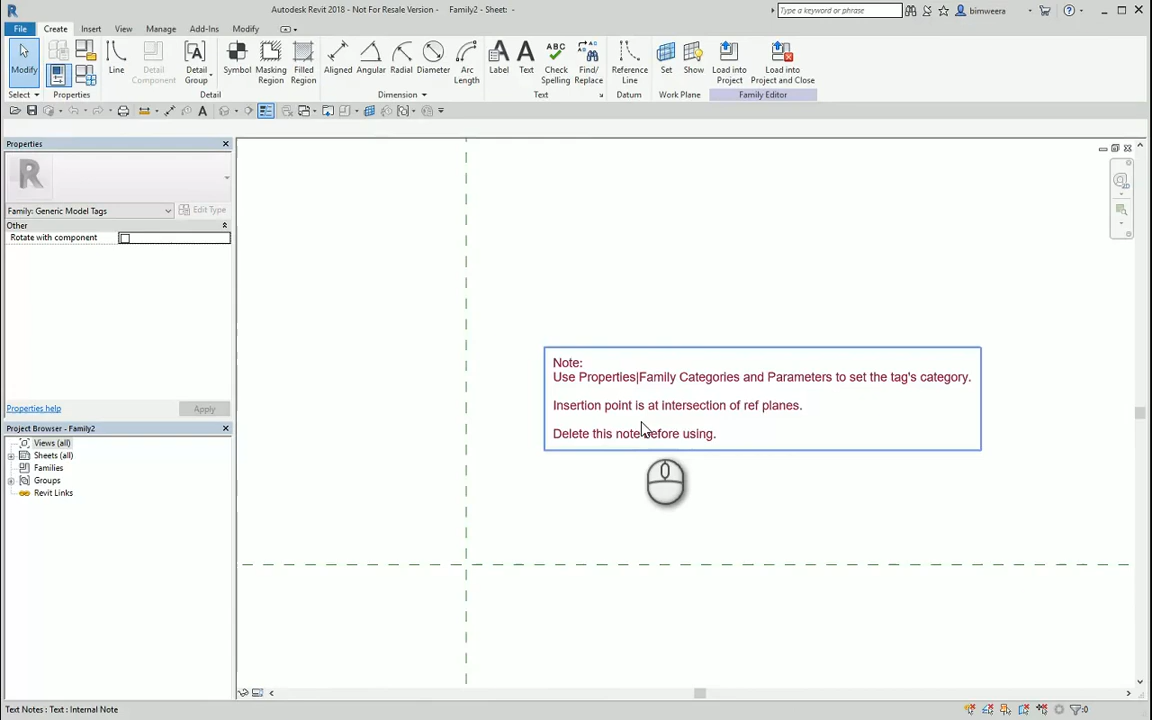 Autodesk Revit 2018 - Not For Resale Version - Family2 - Sheet: -
Type a keyword or phrase
bimweera
File Create Insert View Manage Add-Ins Modify
Modify
Line
Detail Component
Detail Group
Symbol
Masking Region
Filled Region
Aligned
Angular
Radial
Diameter
Arc Length
Label
Text
Check Spelling
Find/ Replace
Reference Line
Set
Show
Load into Project
Load into Project and Close
Select Properties Detail Dimension Text Datum Work Plane Family Editor
Properties
Family: Generic Model Tags
Edit Type
Other
Rotate with component
Properties help
Apply
Project Browser - Family2
Views (all)
Sheets (all)
Families
Groups
Revit Links
Note:
Use Properties|Family Categories and Parameters to set the tag's category.
Insertion point is at intersection of ref planes.
Delete this note before using.
Text Notes : Text : Internal Note
:0